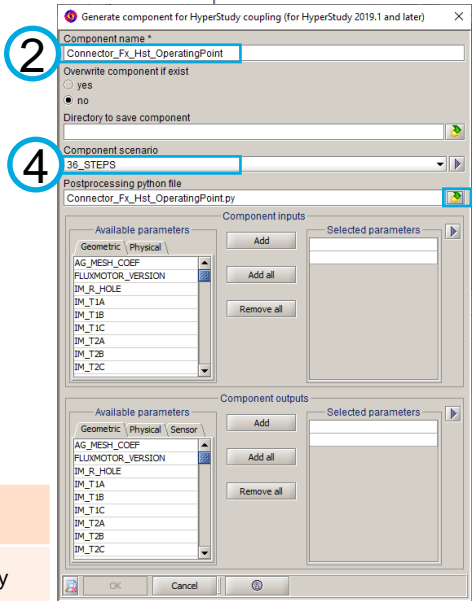 Generate component for HyperStudy coupling (for HyperStudy 2019.1 and later)
Component name *
2
Connector_Fx_Hst_OperatingPoint
Overwrite component if exist
yes
no
Directory to save component
Component scenario
4
36_STEPS
Postprocessing python file
Connector_Fx_Hst_OperatingPoint.py
Component inputs
Available parameters
Selected parameters
Geometric Physical
Add
AG_MESH_COEF
FLUXMOTOR_VERSION
Add all
IM_R_HOLE
IM_T1A
IM_T1B
Remove all
IM_T1C
IM_T2A
IM_T2B
IM_T2C
Component outputs
Available parameters
Selected parameters
Geometric Physical Sensor
Add
AG_MESH_COEF
FLUXMOTOR_VERSION
Add all
IM_R_HOLE
IM_T1A
IM_T1B
Remove all
IM_T1C
IM_T2A
IM_T2B
IM_T2C
y
OK
Cancel